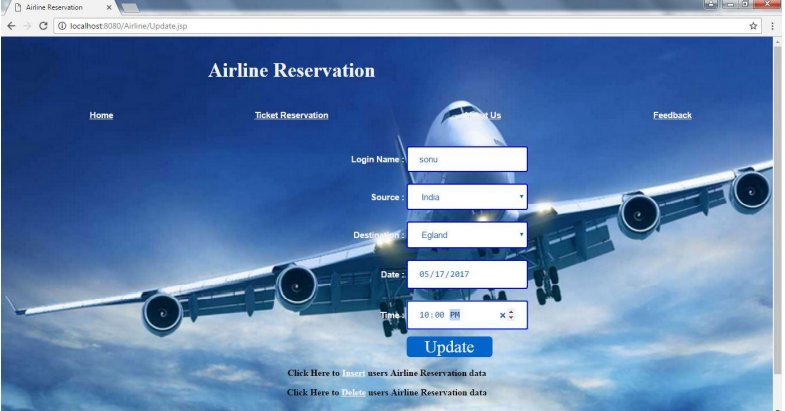 Airline Reservation
localhost:8080/Airline/Update.jsp
Airline Reservation
Home Ticket Reservation About Us Feedback
Login Name : sonu
Source : India
Destination : Egland
Date : 05/17/2017
Time : 10:00 PM
Update
Click Here to Insert users Airline Reservation data
Click Here to Delete users Airline Reservation data